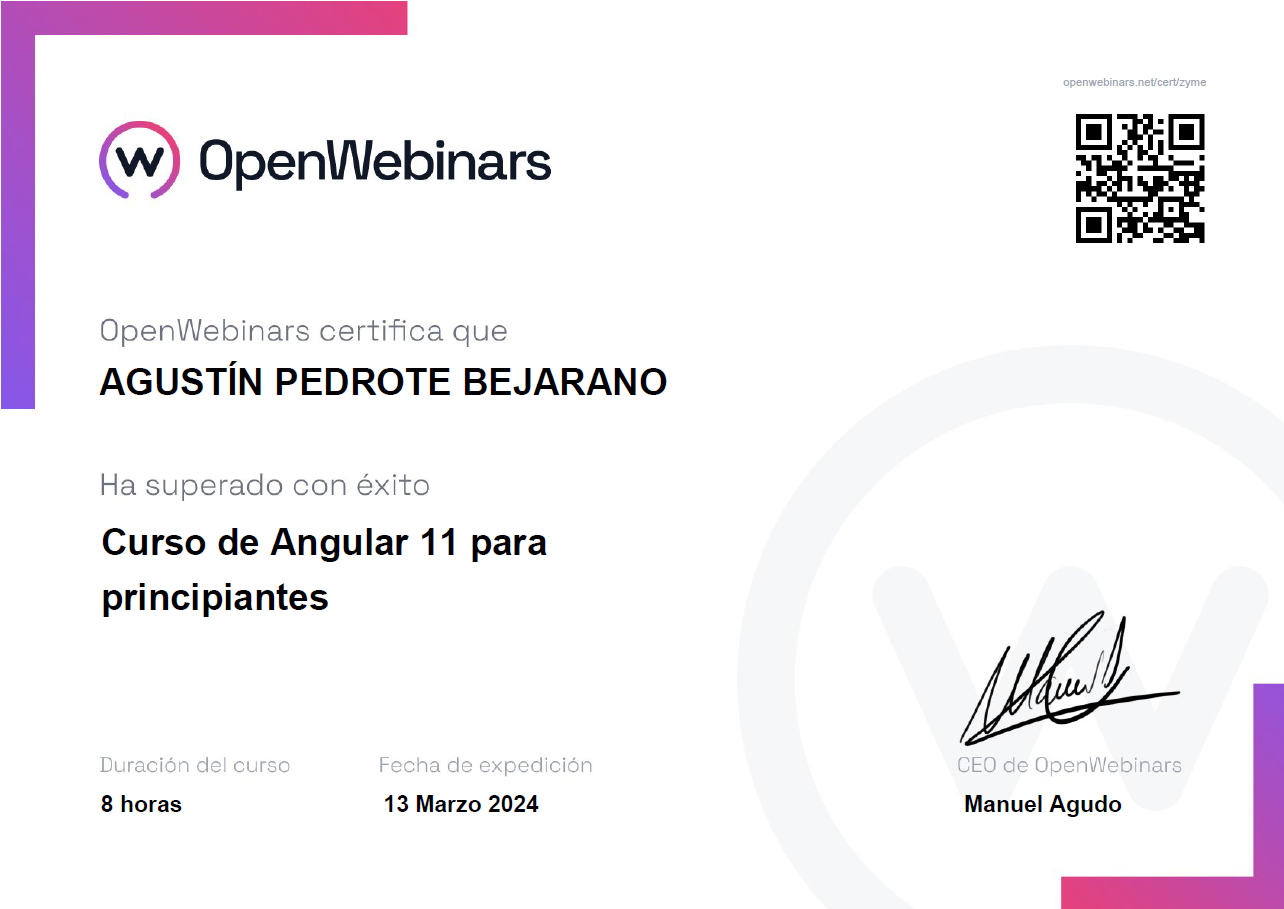 openwebinars.net/cert/zyme
OpenWebinars
OpenWebinars certifica que
AGUSTÍN PEDROTE BEJARANO
Ha superado con éxito
Curso de Angular 11 para
principiantes
Duración del curso
8 horas
Fecha de expedición
13 Marzo 2024
CEO de OpenWebinars
Manuel Agudo